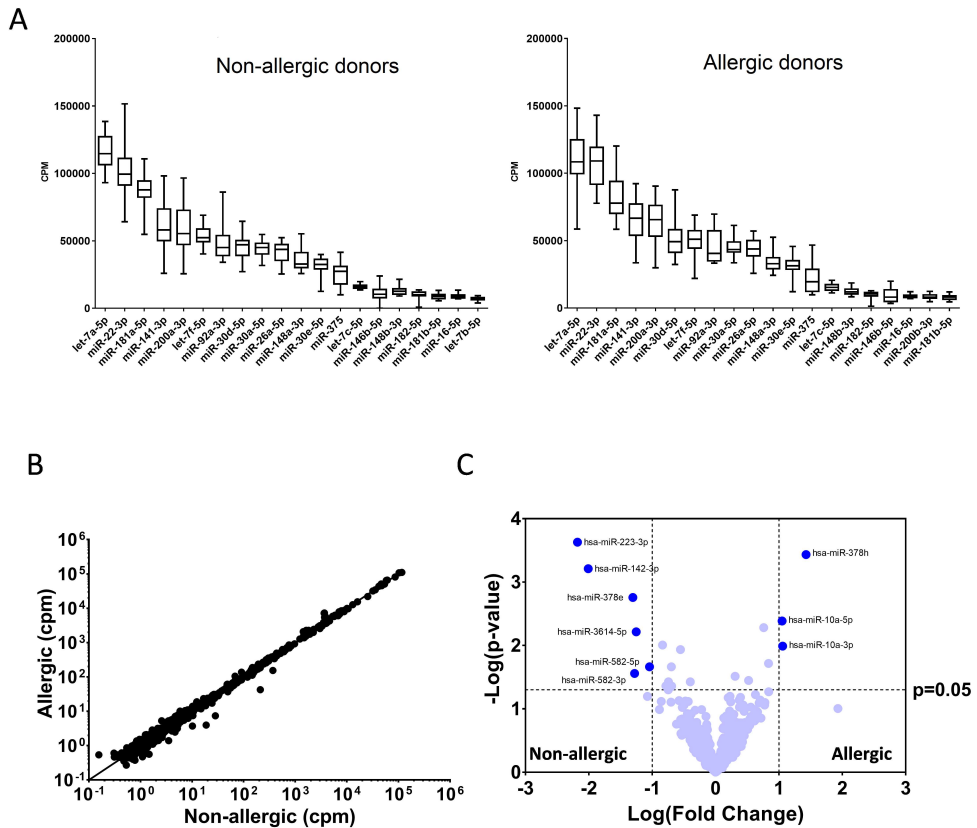 A
Non-allergic donors
CPM
200000
150000
100000
50000
0
let-7a-5p
miR-22-3p
miR-181a-5p
miR-141-3p
miR-200a-3p
let-7f-5p
miR-92a-3p
miR-30d-5p
miR-30a-5p
miR-26a-5p
miR-148a-3p
miR-30e-5p
miR-375
let-7c-5p
miR-146b-5p
miR-148b-3p
miR-182-5p
miR-181b-5p
miR-16-5p
let-7b-5p
Allergic donors
CPM
200000
150000
100000
50000
0
let-7a-5p
miR-22-3p
miR-181a-5p
miR-141-3p
miR-200a-3p
miR-30d-5p
let-7f-5p
miR-92a-3p
miR-30a-5p
miR-26a-5p
miR-148a-3p
miR-30e-5p
miR-375
let-7c-5p
miR-148b-3p
miR-182-5p
miR-146b-5p
miR-16-5p
miR-200b-3p
miR-181b-5p
B
Allergic (cpm)
10⁶
10⁵
10⁴
10³
10²
10¹
10⁰
10⁻¹
10⁻¹ 10⁰ 10¹ 10² 10³ 10⁴ 10⁵ 10⁶
Non-allergic (cpm)
C
-Log(p-value)
4
3
2
1
0
hsa-miR-223-3p
hsa-miR-378h
hsa-miR-142-3p
hsa-miR-378e
hsa-miR-10a-5p
hsa-miR-3614-5p
hsa-miR-10a-3p
hsa-miR-582-5p
hsa-miR-582-3p
p=0.05
Non-allergic
Allergic
-3 -2 -1 0 1 2 3
Log(Fold Change)